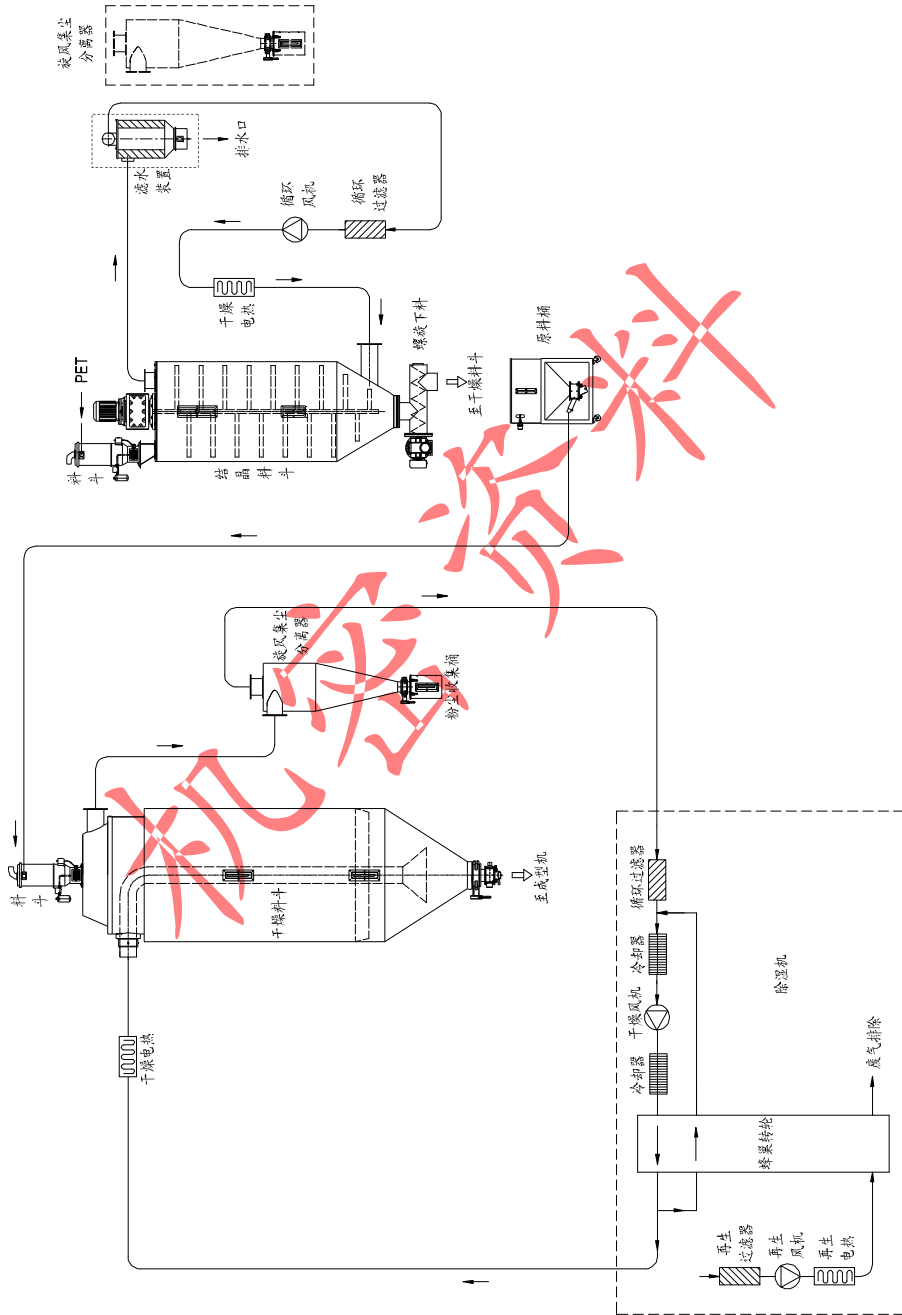 旋风集尘
分离器
滤水
装置
排水口
循环
风机
循环
过滤器
干燥
电热
PET
料斗
结晶料斗
螺旋下料
至干燥料斗
原料桶
旋风集尘
分离器
粉尘收集桶
料斗
干燥料斗
至成型机
干燥电热
循环过滤器
冷却器
干燥风机
冷却器
除湿机
蜂巢转轮
废气排除
再生
过滤器
再生
风机
再生
电热
机密资料